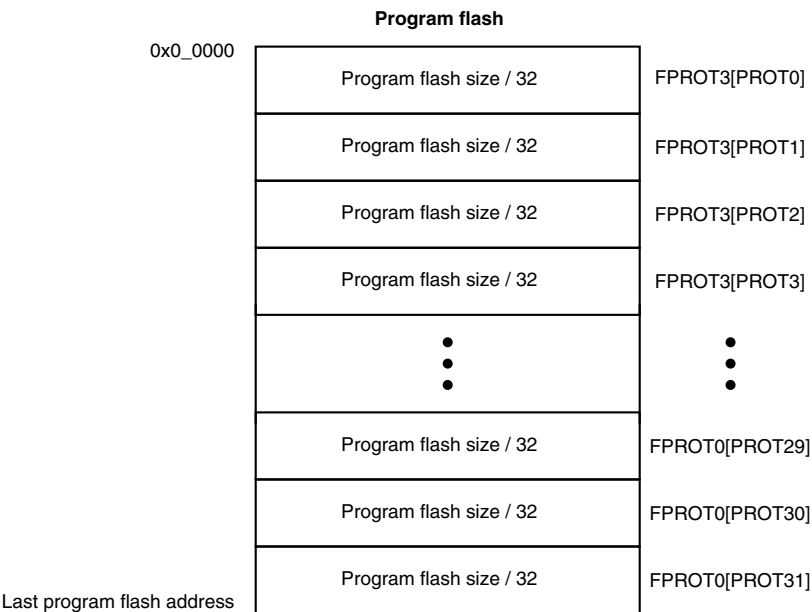 Program flash
0x0_0000
Program flash size / 32 FPROT3[PROT0]
Program flash size / 32 FPROT3[PROT1]
Program flash size / 32 FPROT3[PROT2]
Program flash size / 32 FPROT3[PROT3]
Program flash size / 32 FPROT0[PROT29]
Program flash size / 32 FPROT0[PROT30]
Program flash size / 32 FPROT0[PROT31]
Last program flash address